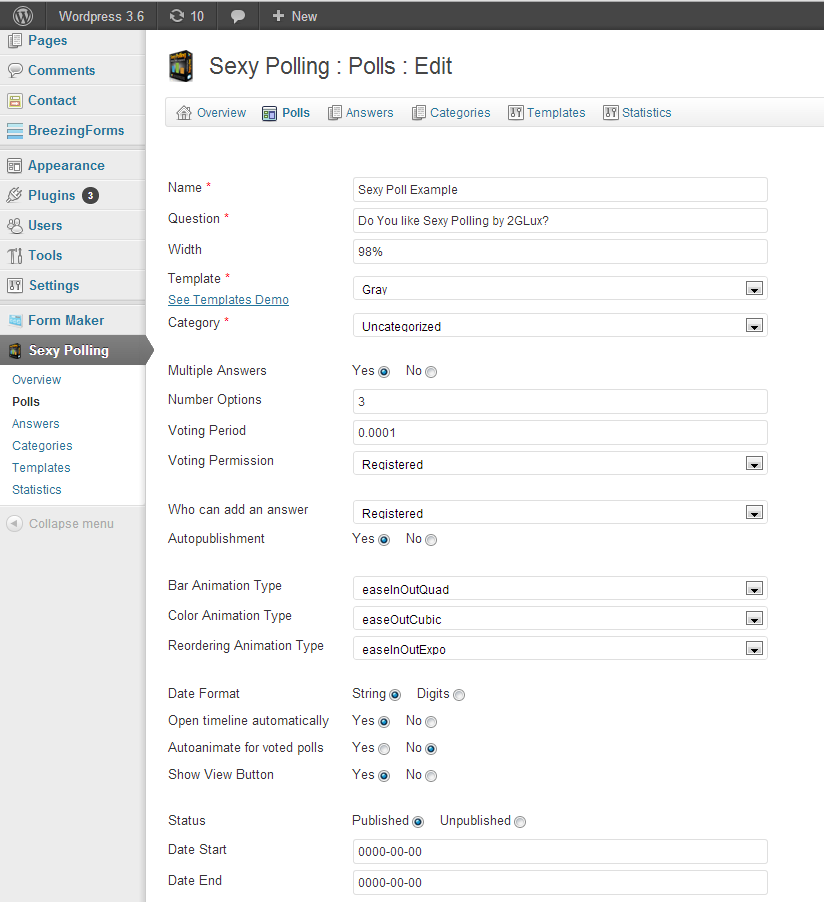 Wordpress 3.6 10 New
Pages
Comments
Contact
BreezingForms
Appearance
Plugins 3
Users
Tools
Settings
Form Maker
Sexy Polling
Overview
Polls
Answers
Categories
Templates
Statistics
Collapse menu
Sexy Polling : Polls : Edit
Overview Polls Answers Categories Templates Statistics
Name * Sexy Poll Example
Question * Do You like Sexy Polling by 2GLux?
Width 98%
Template * Gray
See Templates Demo
Category * Uncategorized
Multiple Answers Yes No
Number Options 3
Voting Period 0.0001
Voting Permission Registered
Who can add an answer Registered
Autopublishment Yes No
Bar Animation Type easeInOutQuad
Color Animation Type easeOutCubic
Reordering Animation Type easeInOutExpo
Date Format String Digits
Open timeline automatically Yes No
Autoanimate for voted polls Yes No
Show View Button Yes No
Status Published Unpublished
Date Start 0000-00-00
Date End 0000-00-00